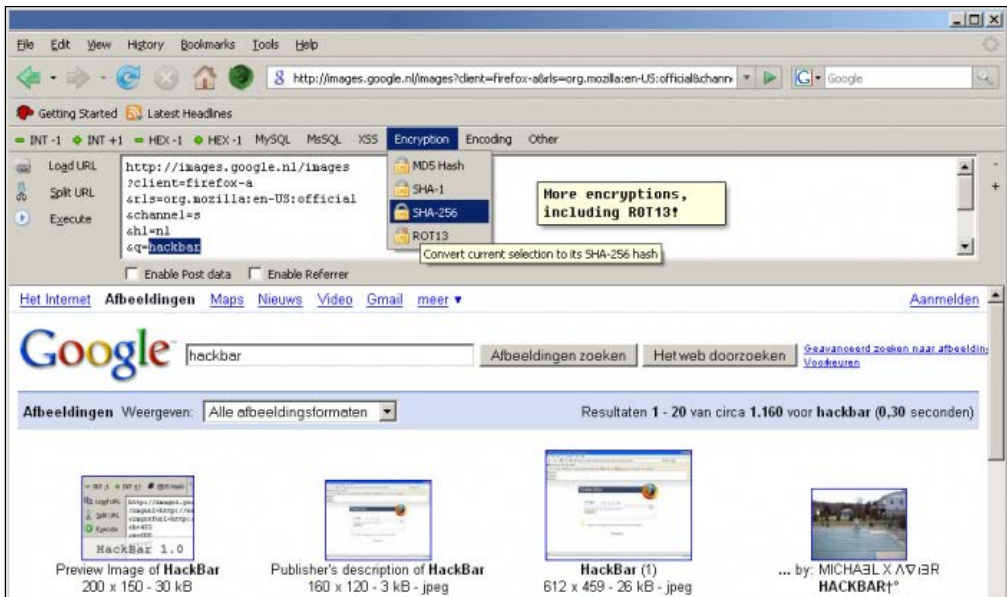 File Edit View History Bookmarks Tools Help
http://images.google.nl/images?client=firefox-a&rls=org.mozilla:en-US:official&chann
Google
Getting Started Latest Headlines
INT -1 INT +1 HEX -1 HEX -1 MySQL MsSQL XSS Encryption Encoding Other
Load URL
Split URL
Execute
http://images.google.nl/images
?client=firefox-a
&rls=org.mozilla:en-US:official
&channel=s
&hl=nl
&q=hackbar
MD5 Hash
SHA-1
SHA-256
ROT13
More encryptions,
including ROT13!
Convert current selection to its SHA-256 hash
Enable Post data Enable Referrer
Het Internet Afbeeldingen Maps Nieuws Video Gmail meer ▼ Aanmelden
Google hackbar Afbeeldingen zoeken Het web doorzoeken
Geavanceerd zoeken naar afbeelding
Voorkeuren
Afbeeldingen Weergeven: Alle afbeeldingsformaten Resultaten 1 - 20 van circa 1.160 voor hackbar (0,30 seconden)
Load URL
Split URL
Execute
HackBar 1.0
Preview Image of HackBar
200 x 150 - 30 kB
Publisher's description of HackBar
160 x 120 - 3 kB - jpeg
HackBar (1)
612 x 459 - 26 kB - jpeg
... by: MICHAƎL X ΛViƎR
HACKBAR†°